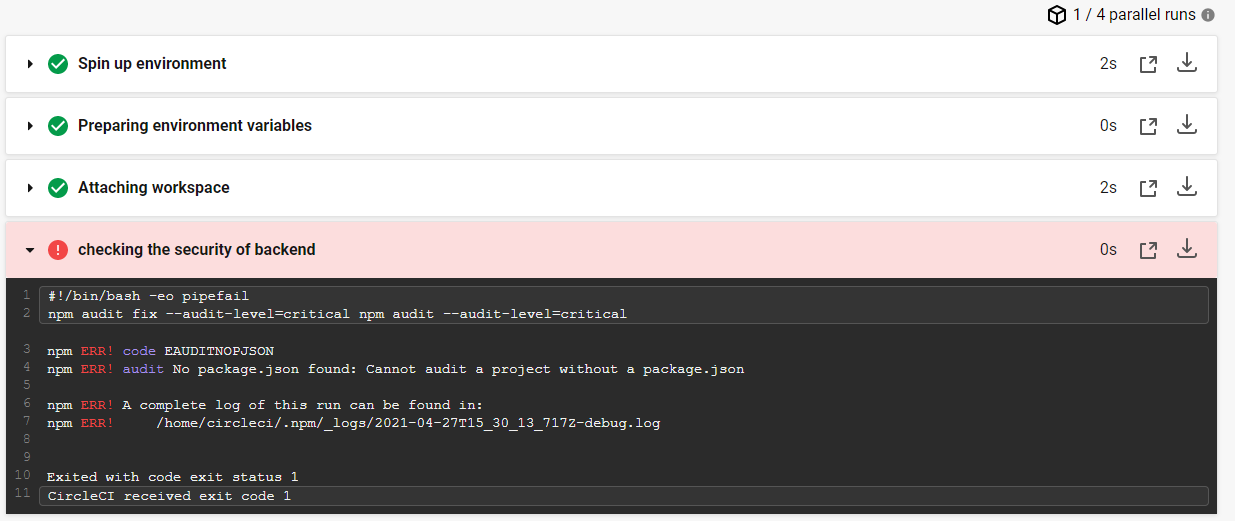 1 / 4 parallel runs
Spin up environment 2s
Preparing environment variables 0s
Attaching workspace 2s
checking the security of backend 0s
1 #!/bin/bash -eo pipefail
2 npm audit fix --audit-level=critical npm audit --audit-level=critical
3 npm ERR! code EAUDITNOPJSON
4 npm ERR! audit No package.json found: Cannot audit a project without a package.json
5
6 npm ERR! A complete log of this run can be found in:
7 npm ERR!     /home/circleci/.npm/_logs/2021-04-27T15_30_13_717Z-debug.log
8
9
10 Exited with code exit status 1
11 CircleCI received exit code 1